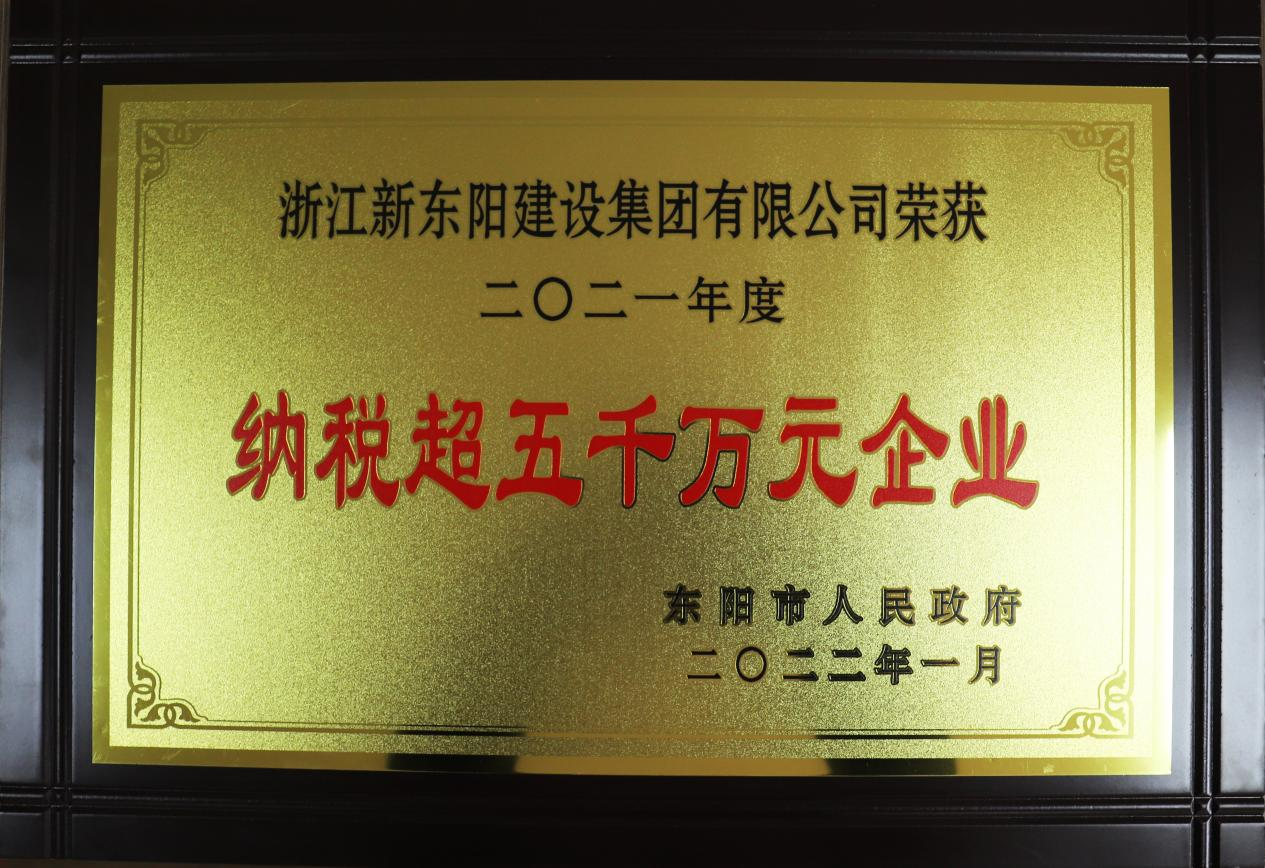 浙江新东阳建设集团有限公司荣获
二〇二一年度
纳税超五千万元企业
东阳市人民政府
二〇二二年一月